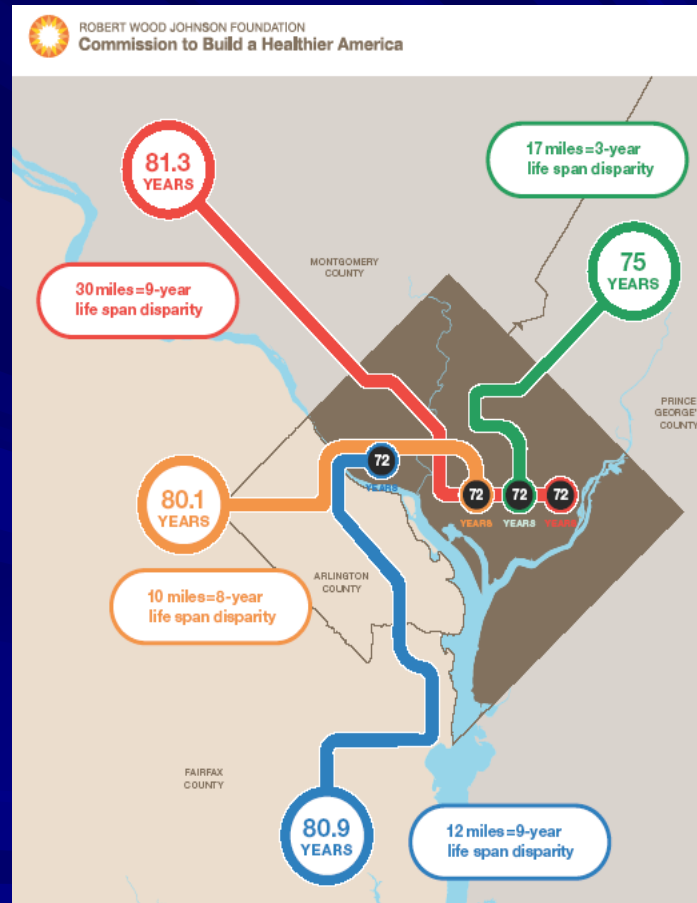 ROBERT WOOD JOHNSON FOUNDATION
Commission to Build a Healthier America
81.3
YEARS
17 miles=3-year
life span disparity
MONTGOMERY
COUNTY
75
YEARS
30 miles=9-year
life span disparity
PRINCE
GEORGE'S
COUNTY
72
YEARS
80.1
YEARS
72
YEARS
72
YEARS
72
YEARS
ARLINGTON
COUNTY
10 miles=8-year
life span disparity
FAIRFAX
COUNTY
80.9
YEARS
12 miles=9-year
life span disparity